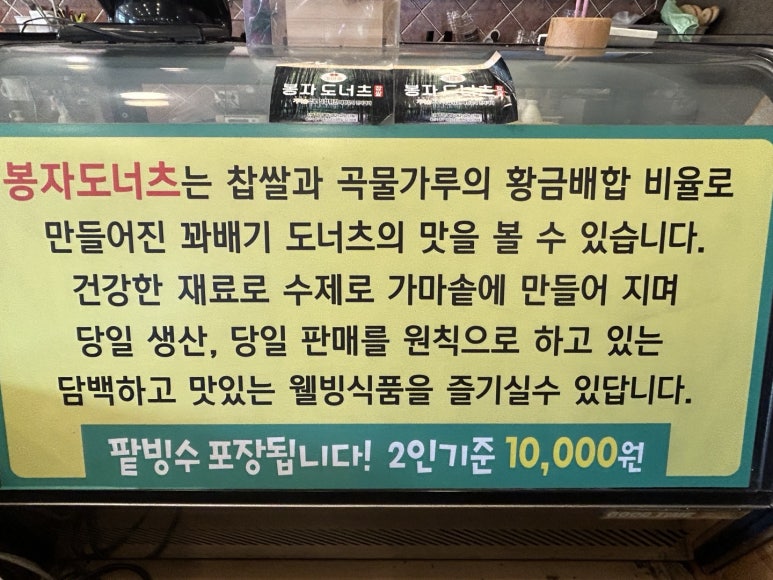 봉자 도너츠
봉자 도너츠
봉자도너츠는 찹쌀과 곡물가루의 황금배합 비율로
만들어진 꽈배기 도너츠의 맛을 볼 수 있습니다.
건강한 재료로 수제로 가마솥에 만들어 지며
당일 생산, 당일 판매를 원칙으로 하고 있는
담백하고 맛있는 웰빙식품을 즐기실수 있답니다.
팥빙수 포장됩니다! 2인기준 10,000원